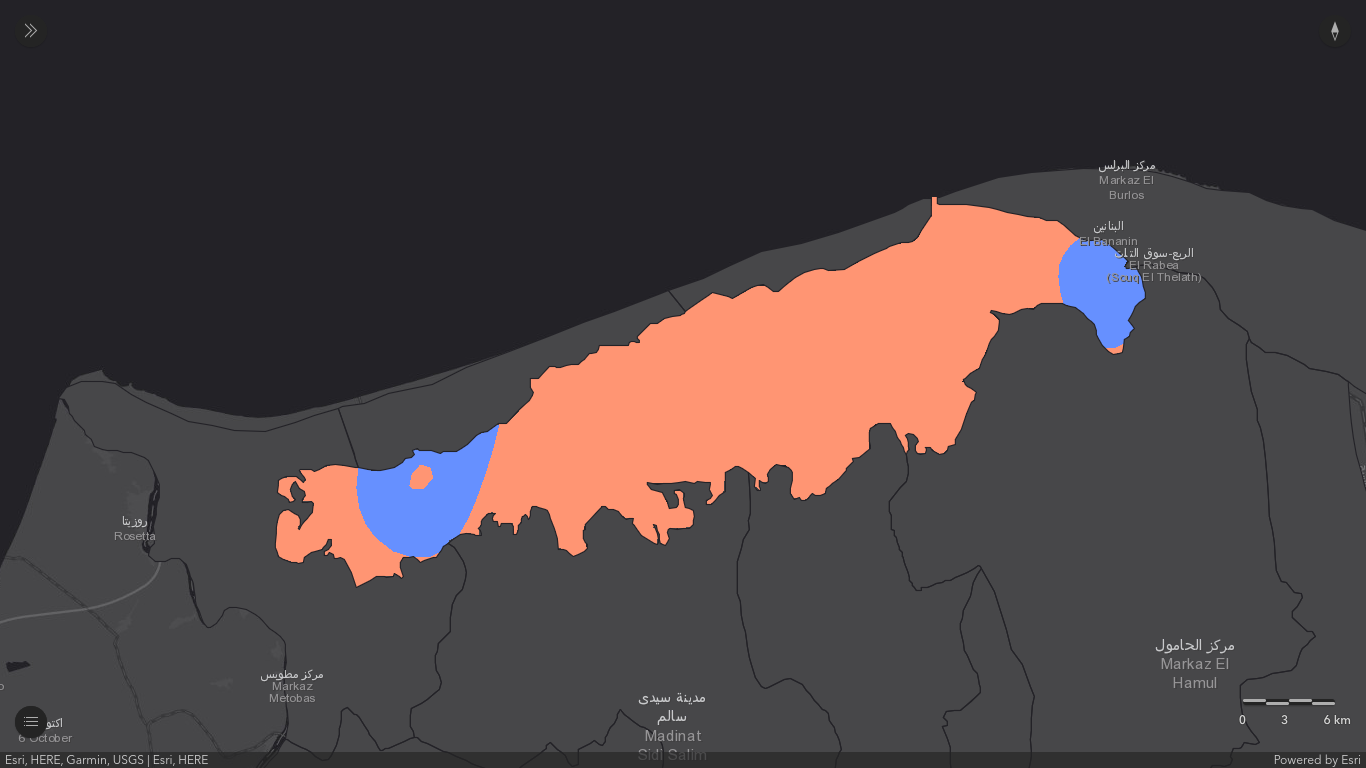 مركز البرلس
Markaz El
Burlos
البنانين
El Bananin
الربع-سوق الثلاث
El Rabea
(Souq El Thelath)
روزيتا
Rosetta
مركز مطوبس
Markaz
Metobas
مدينة سيدى
سالم
Madinat
Sidi Salim
مركز الحامول
Markaz El
Hamul
0 3 6 km
6 October
Esri, HERE, Garmin, USGS | Esri, HERE
Powered by Esri